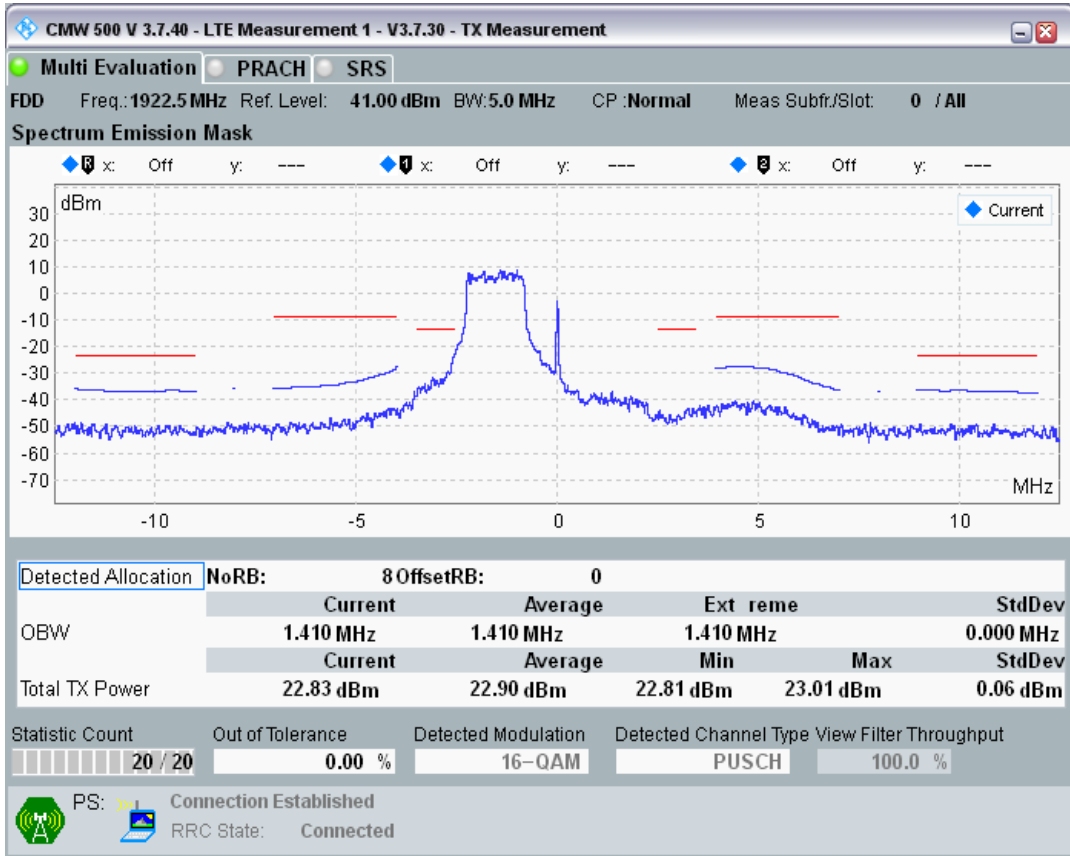 CMW 500 V 3.7.40 - LTE Measurement 1 - V3.7.30 - TX Measurement
Multi Evaluation PRACH SRS
FDD Freq.: 1922.5 MHz Ref. Level: 41.00 dBm BW: 5.0 MHz CP : Normal Meas Subfr./Slot: 0 / All
Spectrum Emission Mask
R x: Off y: --- 1 x: Off y: --- 2 x: Off y: ---
dBm
Current
30
20
10
0
-10
-20
-30
-40
-50
-60
-70
MHz
-10 -5 0 5 10
Detected Allocation NoRB: 8 OffsetRB: 0
Current Average Ext reme StdDev
OBW 1.410 MHz 1.410 MHz 1.410 MHz 0.000 MHz
Current Average Min Max StdDev
Total TX Power 22.83 dBm 22.90 dBm 22.81 dBm 23.01 dBm 0.06 dBm
Statistic Count Out of Tolerance Detected Modulation Detected Channel Type View Filter Throughput
20 / 20 0.00 % 16-QAM PUSCH 100.0 %
PS: Connection Established
RRC State: Connected